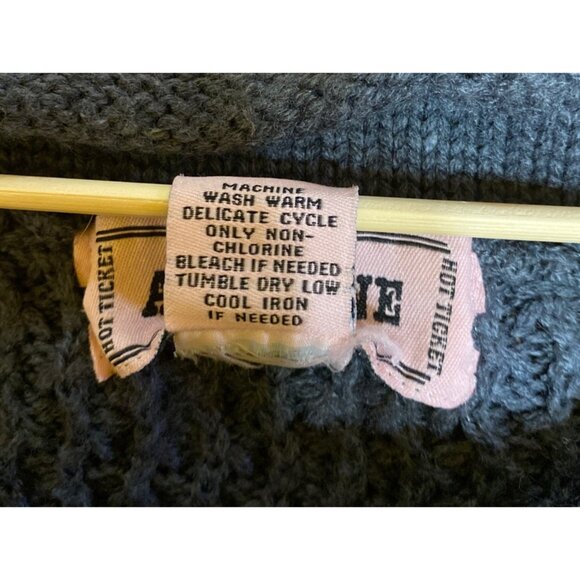 MACHINE
WASH WARM
DELICATE CYCLE
ONLY NON-
CHLORINE
BLEACH IF NEEDED
TUMBLE DRY LOW
COOL IRON
IF NEEDED
HOT TICKET
HOT TICKET